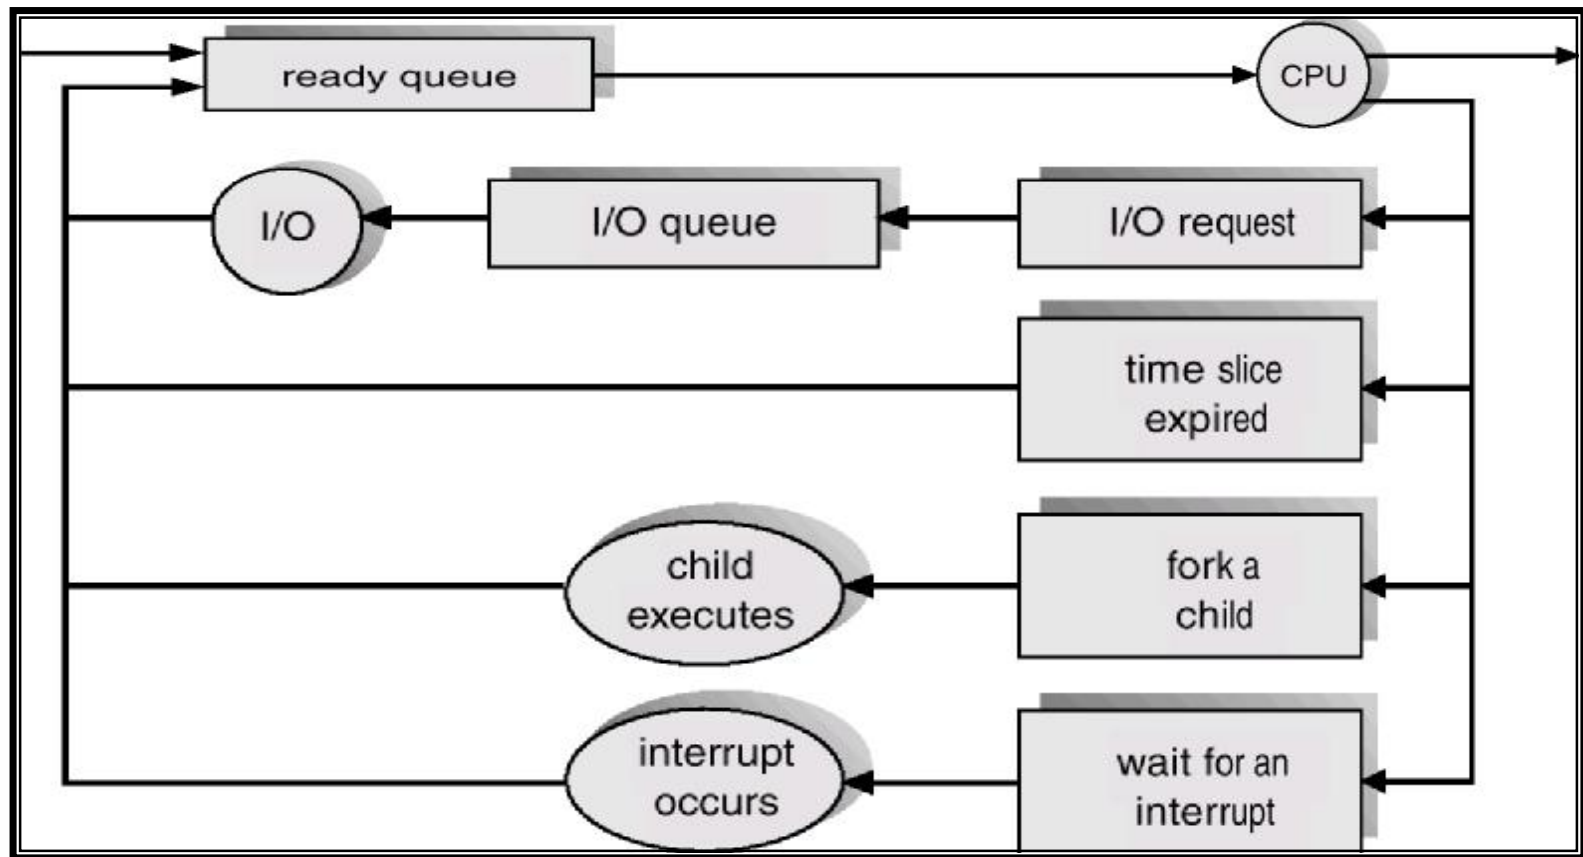 ready queue
CPU
I/O
I/O queue
I/O request
time slice
expired
child
executes
fork a
child
interrupt
occurs
wait for an
interrupt